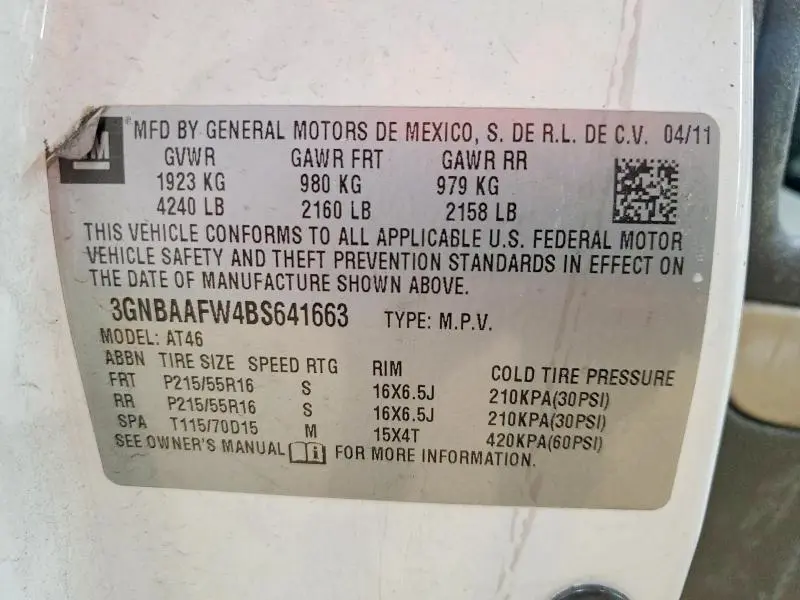 GM ® MFD BY GENERAL MOTORS DE MEXICO, S. DE R.L. DE C.V. 04/11
GVWR GAWR FRT GAWR RR
1923 KG 980 KG 979 KG
4240 LB 2160 LB 2158 LB
THIS VEHICLE CONFORMS TO ALL APPLICABLE U.S. FEDERAL MOTOR
VEHICLE SAFETY AND THEFT PREVENTION STANDARDS IN EFFECT ON
THE DATE OF MANUFACTURE SHOWN ABOVE.
3GNBAAFW4BS641663 TYPE: M.P.V.
MODEL: AT46
ABBN TIRE SIZE SPEED RTG RIM COLD TIRE PRESSURE
FRT P215/55R16 S 16X6.5J 210KPA(30PSI)
RR P215/55R16 S 16X6.5J 210KPA(30PSI)
SPA T115/70D15 M 15X4T 420KPA(60PSI)
SEE OWNER'S MANUAL i FOR MORE INFORMATION.